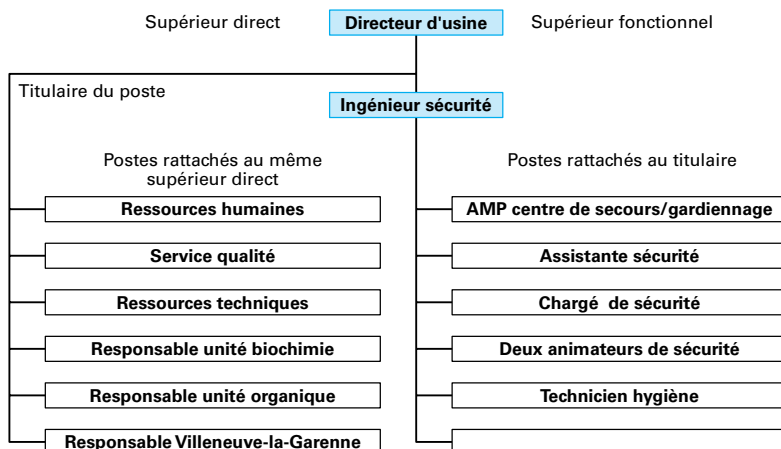 Supérieur direct
Directeur d'usine
Supérieur fonctionnel
Titulaire du poste
Ingénieur sécurité
Postes rattachés au même
supérieur direct
Postes rattachés au titulaire
Ressources humaines
AMP centre de secours/gardiennage
Service qualité
Assistante sécurité
Ressources techniques
Chargé de sécurité
Responsable unité biochimie
Deux animateurs de sécurité
Responsable unité organique
Technicien hygiène
Responsable Villeneuve-la-Garenne